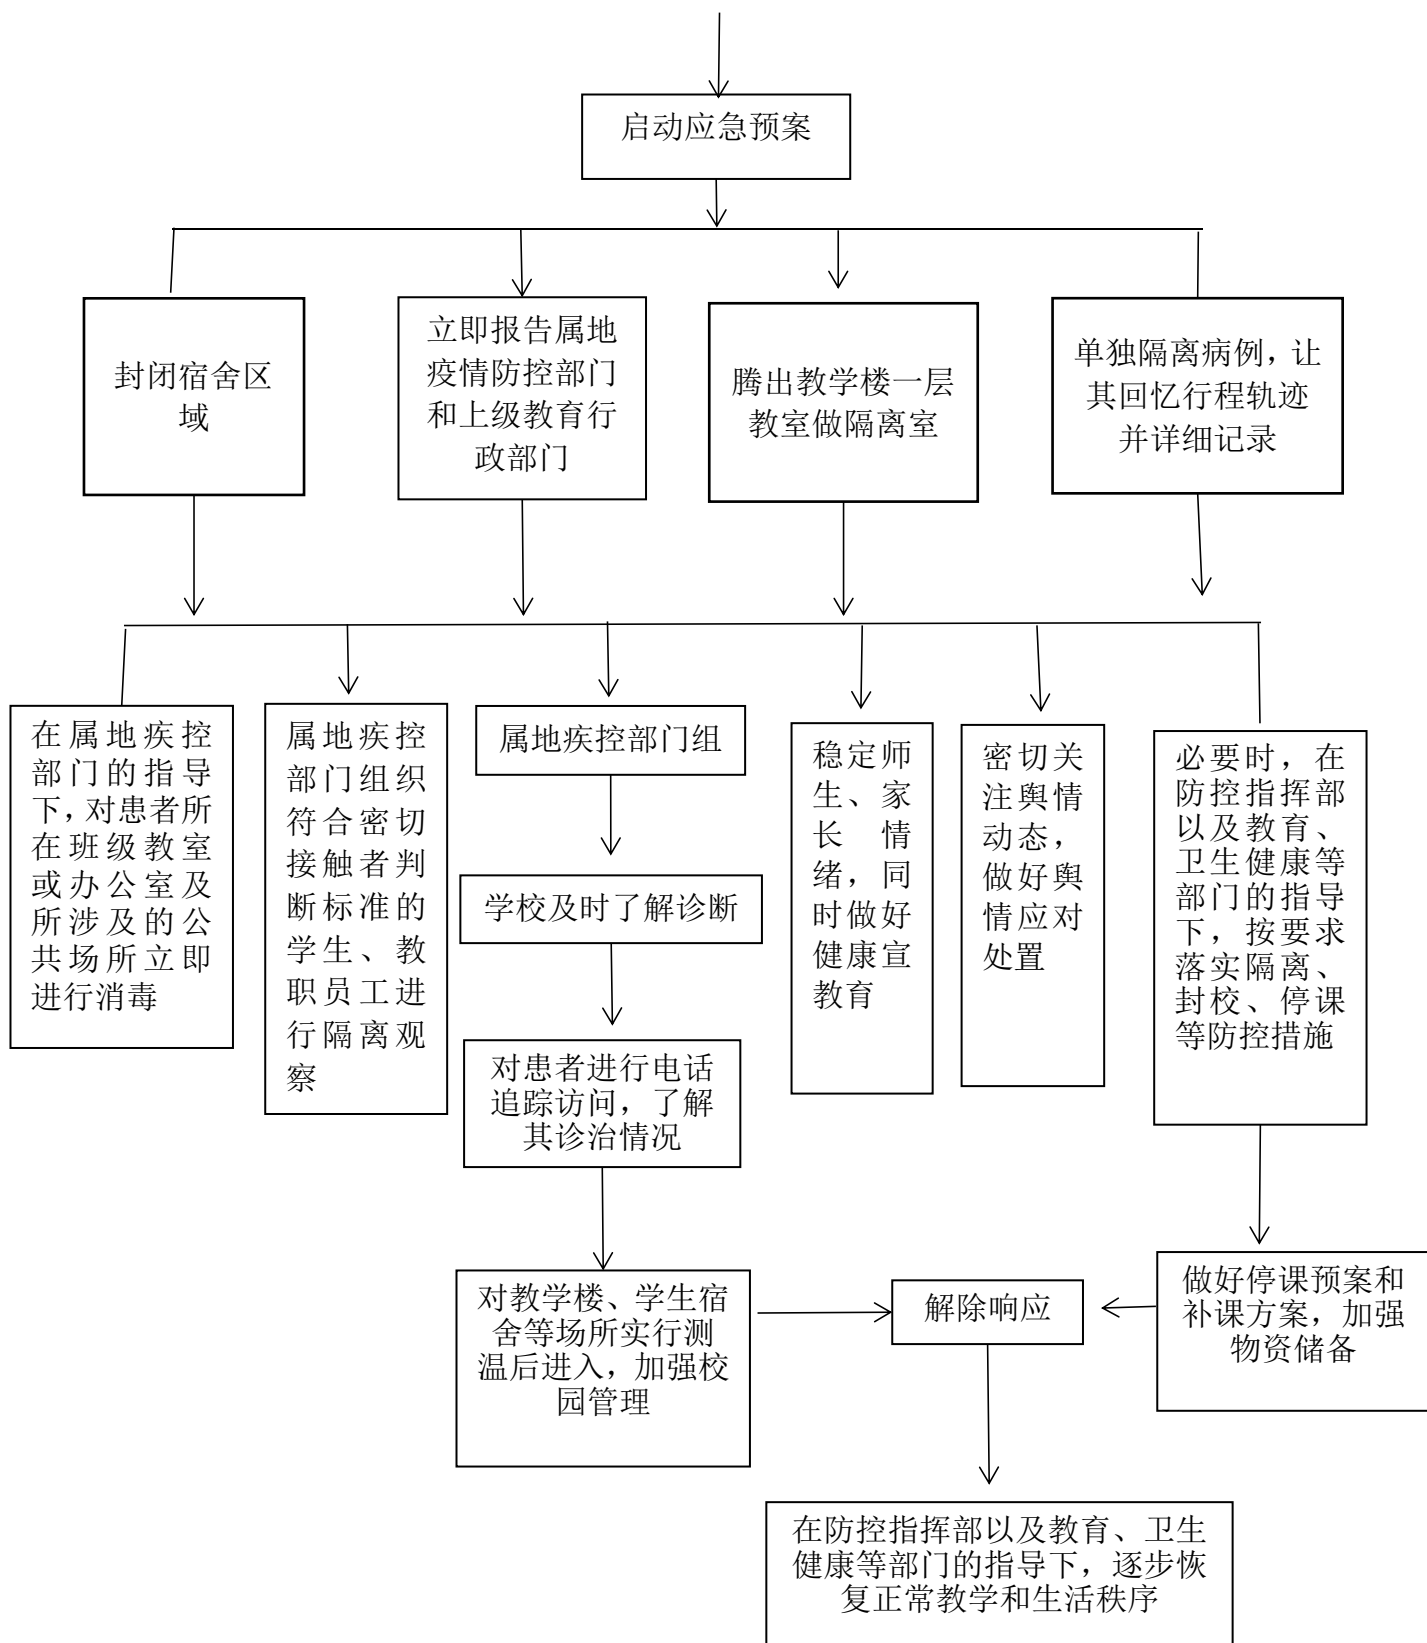 启动应急预案
封闭宿舍区
域
立即报告属地
疫情防控部门
和上级教育行
政部门
腾出教学楼一层
教室做隔离室
单独隔离病例，让
其回忆行程轨迹
并详细记录
在属地疾控
部门的指导
下，对患者所
在班级教室
或办公室及
所涉及的公
共场所立即
进行消毒
属地疾控
部门组织
符合密切
接触者判
断标准的
学生、教
职员工进
行隔离观
察
属地疾控部门组
学校及时了解诊断
对患者进行电话
追踪访问，了解
其诊治情况
对教学楼、学生宿
舍等场所实行测
温后进入，加强校
园管理
稳定师
生、家
长情
绪，同
时做好
健康宣
教育
密切关
注舆情
动态，
做好舆
情应对
处置
必要时，在
防控指挥部
以及教育、
卫生健康等
部门的指导
下，按要求
落实隔离、
封校、停课
等防控措施
做好停课预案和
补课方案，加强
物资储备
解除响应
在防控指挥部以及教育、卫生
健康等部门的指导下，逐步恢
复正常教学和生活秩序